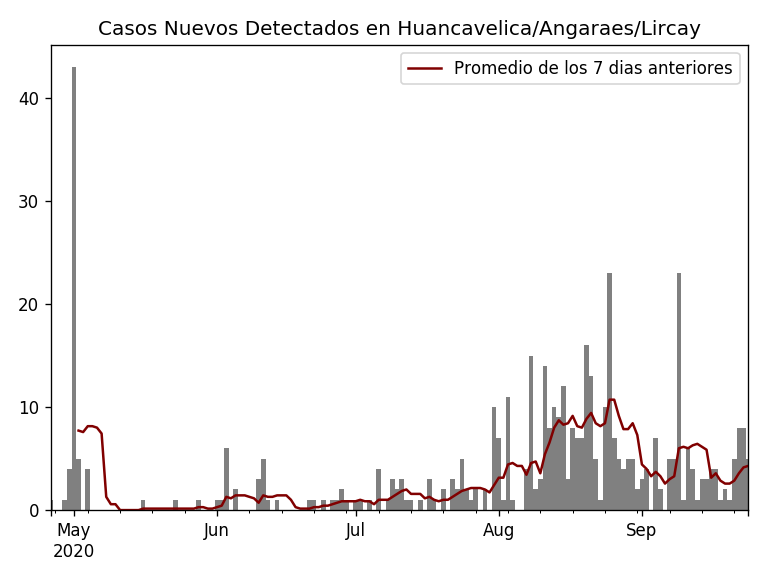 Casos Nuevos Detectados en Huancavelica/Angaraes/Lircay
Promedio de los 7 dias anteriores
40
30
20
10
0
May Jun Jul Aug Sep
2020